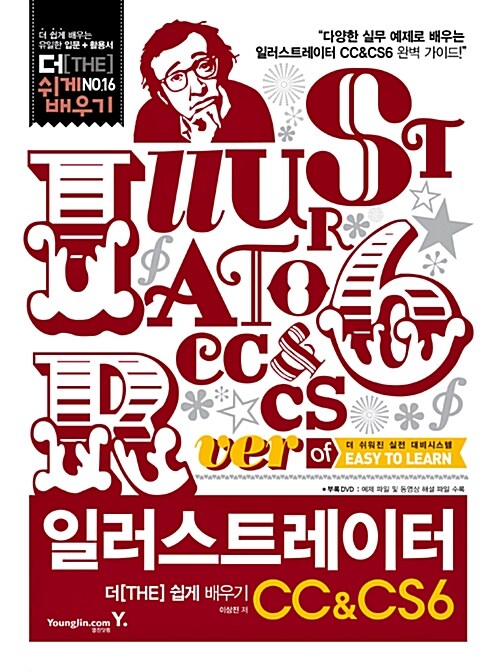 더 쉽게 배우는
유일한 입문+활용서
더[THE]
쉽게 NO.16
배우기
"다양한 실무 예제로 배우는
일러스트레이터 CC&CS6 완벽 가이드!"
ILLUST
RATOR
CC&
CS6
ver of
더 쉬워진 실전 대비시스템
EASY TO LEARN
● 부록 DVD : 예제 파일 및 동영상 해설 파일 수록
일러스트레이터
더[THE] 쉽게 배우기 CC&CS6
이상진 저
YoungJin.com Y.
영진닷컴